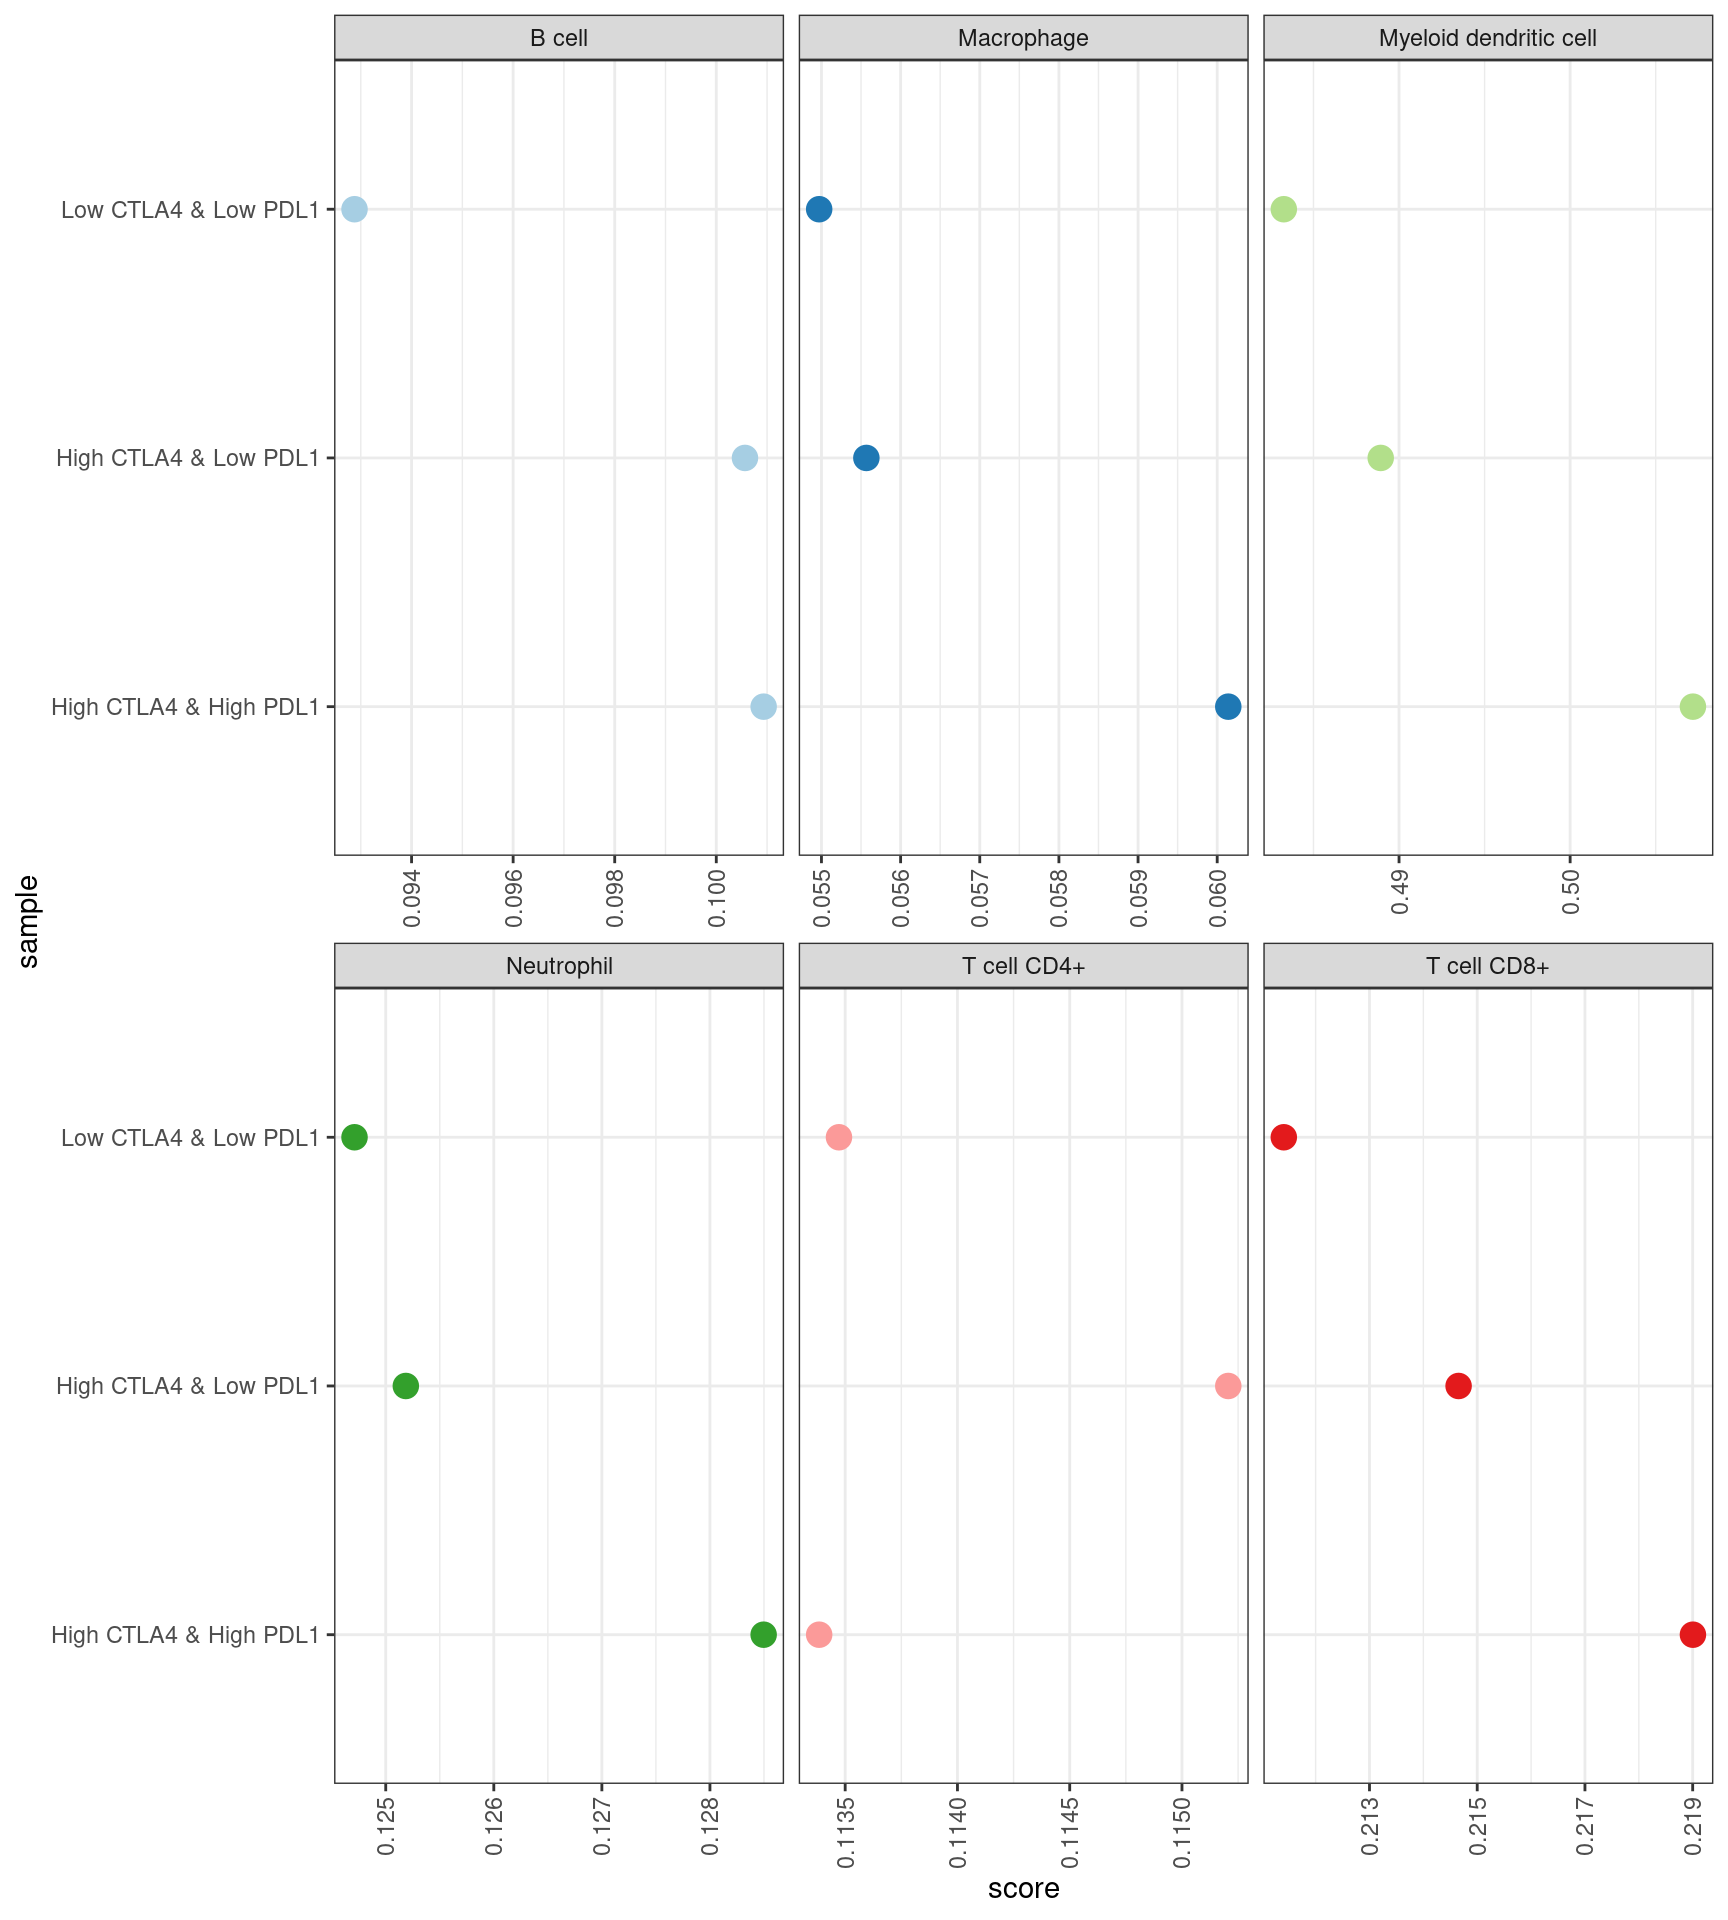 B cell
Macrophage
Myeloid dendritic cell
Low CTLA4 & Low PDL1
High CTLA4 & Low PDL1
High CTLA4 & High PDL1
0.094
0.096
0.098
0.100
0.055
0.056
0.057
0.058
0.059
0.060
0.49
0.50
sample
Neutrophil
T cell CD4+
T cell CD8+
Low CTLA4 & Low PDL1
High CTLA4 & Low PDL1
High CTLA4 & High PDL1
0.125
0.126
0.127
0.128
0.1135
0.1140
0.1145
0.1150
0.213
0.215
0.217
0.219
score